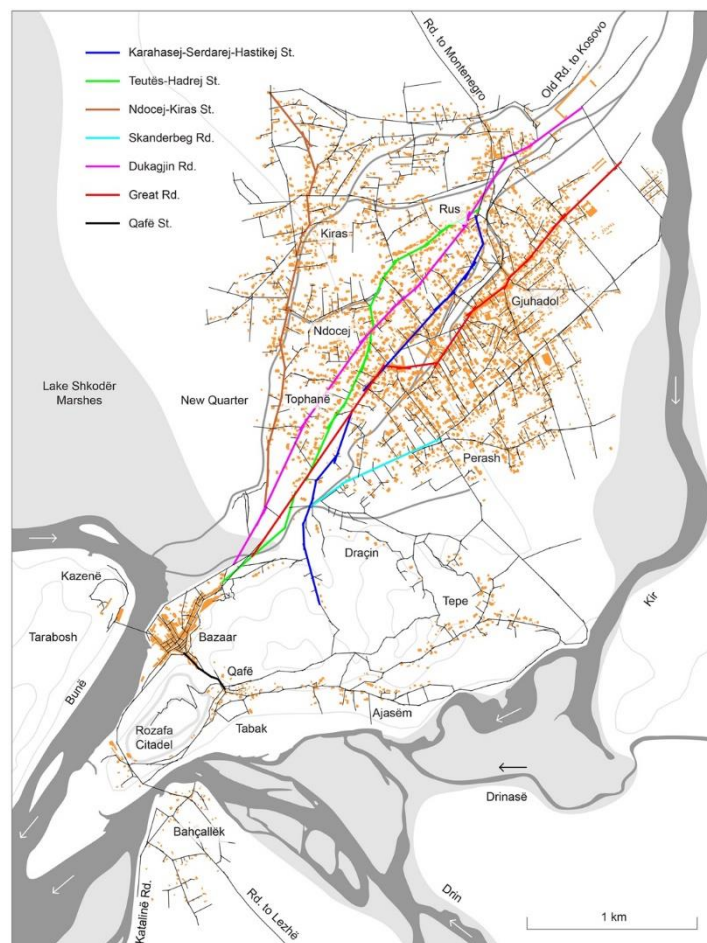 Karahasej-Serdarej-Hastikej St.
Teutës-Hadrej St.
Ndocej-Kiras St.
Skanderbeg Rd.
Dukagjin Rd.
Great Rd.
Qafë St.
Rd. to Montenegro
Old Rd. to Kosovo
Rus
Kiras
Gjuhadol
Ndocej
Lake Shkodër
Marshes
New Quarter
Tophanë
Perash
Draçin
Kazenë
Tepe
Kir
Tarabosh
Bazaar
Bunë
Qafë
Ajasëm
Rozafa
Citadel
Tabak
Drinasë
Bahçallëk
Katalinë Rd.
Rd. to Lezhë
Drin
1 km